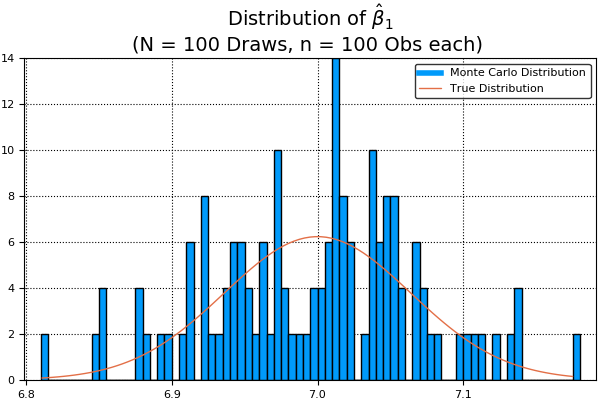 Distribution of β̂₁
(N = 100 Draws, n = 100 Obs each)
Monte Carlo Distribution
True Distribution
14
12
10
8
6
4
2
0
6.8 6.9 7.0 7.1